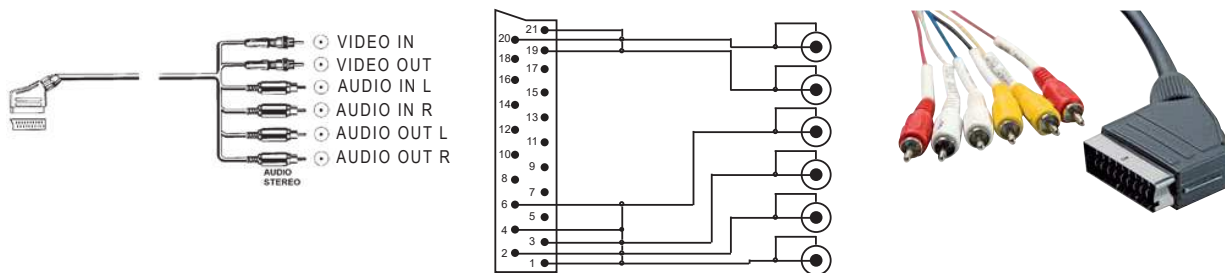 VIDEO IN
VIDEO OUT
AUDIO IN L
AUDIO IN R
AUDIO OUT L
AUDIO OUT R
AUDIO
STEREO
21
20
19
18
17
16
15
14
13
12
11
10
9
8
7
6
5
4
3
2
1